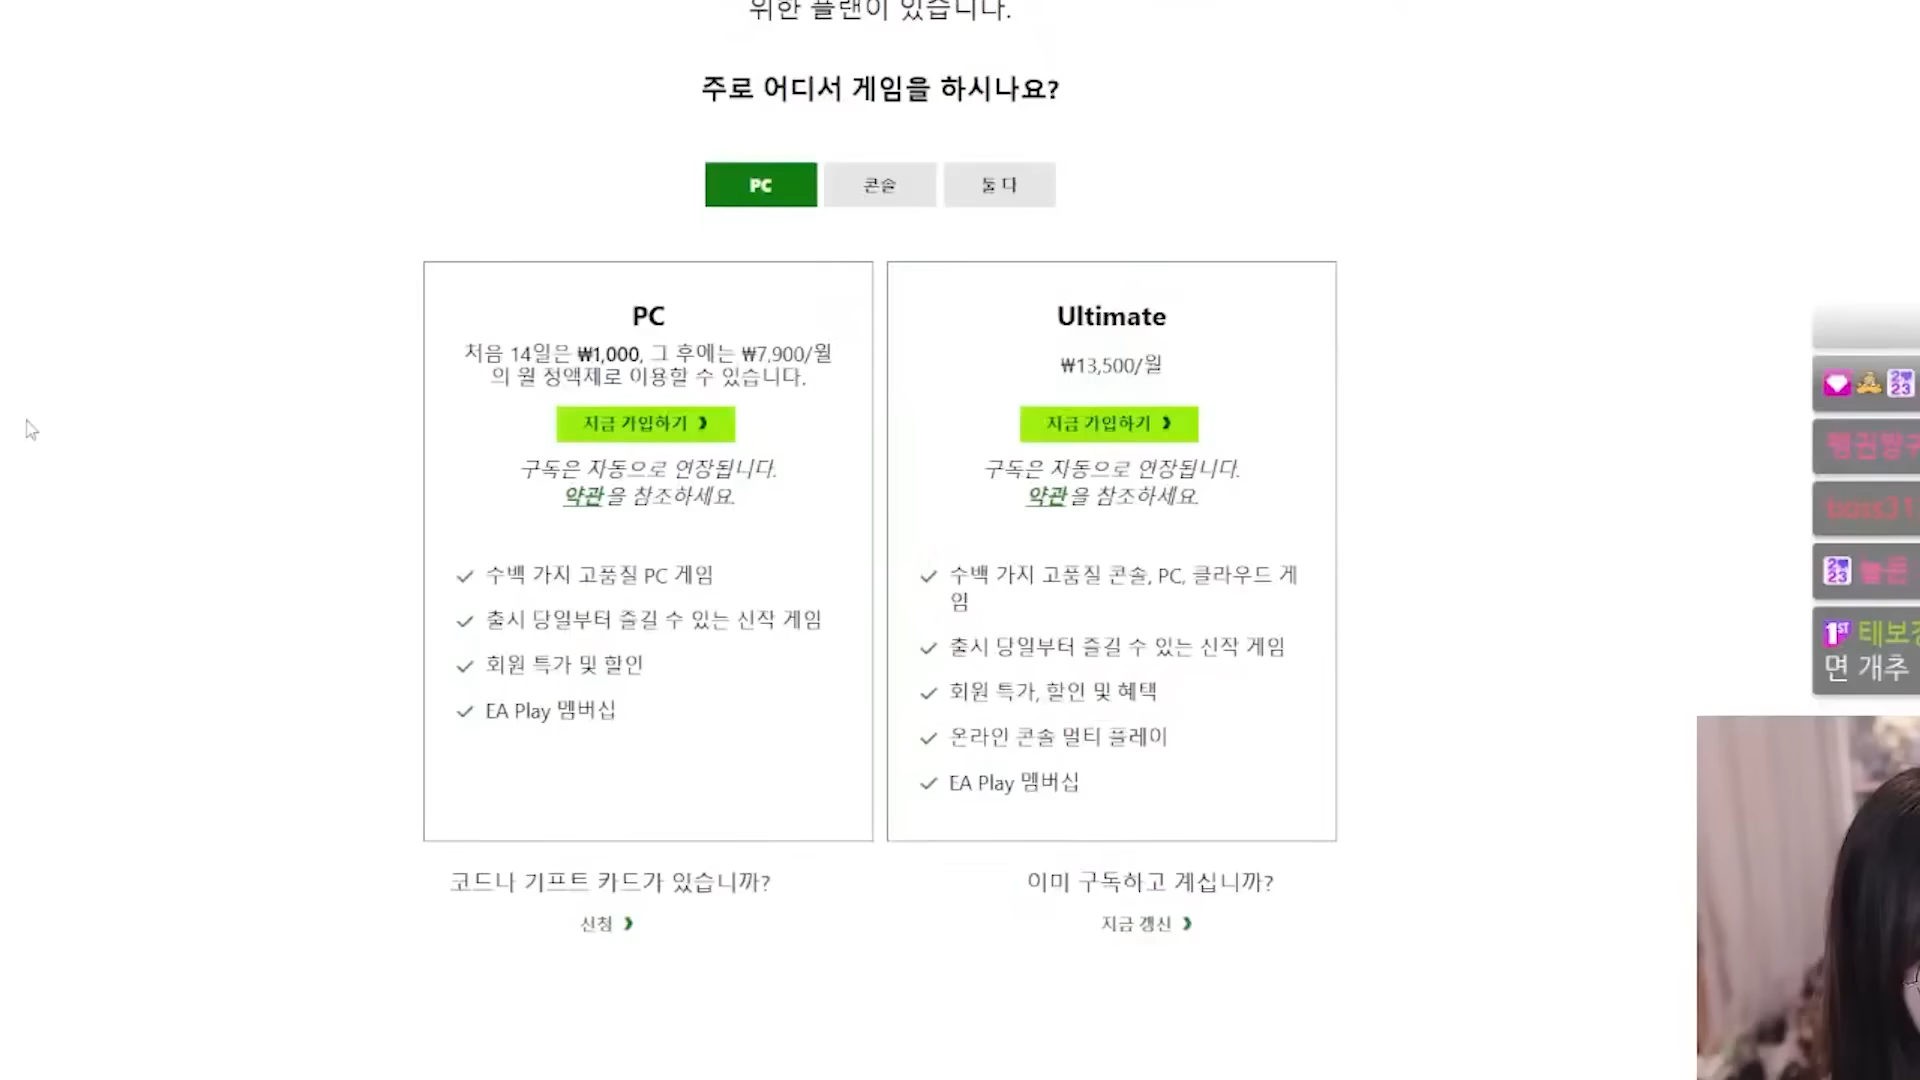 위한 플랜이 있습니다.
주로 어디서 게임을 하시나요?
PC
콘솔
둘 다
PC
처음 14일은 ₩1,000, 그 후에는 ₩7,900/월
의 월 정액제로 이용할 수 있습니다.
지금 가입하기
구독은 자동으로 연장됩니다.
약관을 참조하세요.
수백 가지 고품질 PC 게임
출시 당일부터 즐길 수 있는 신작 게임
회원 특가 및 할인
EA Play 멤버십
Ultimate
₩13,500/월
지금 가입하기
구독은 자동으로 연장됩니다.
약관을 참조하세요.
수백 가지 고품질 콘솔, PC, 클라우드 게
임
출시 당일부터 즐길 수 있는 신작 게임
회원 특가, 할인 및 혜택
온라인 콘솔 멀티 플레이
EA Play 멤버십
코드나 기프트 카드가 있습니까?
신청
이미 구독하고 계십니까?
지금 갱신
boss31
1ST 태보
면 개추